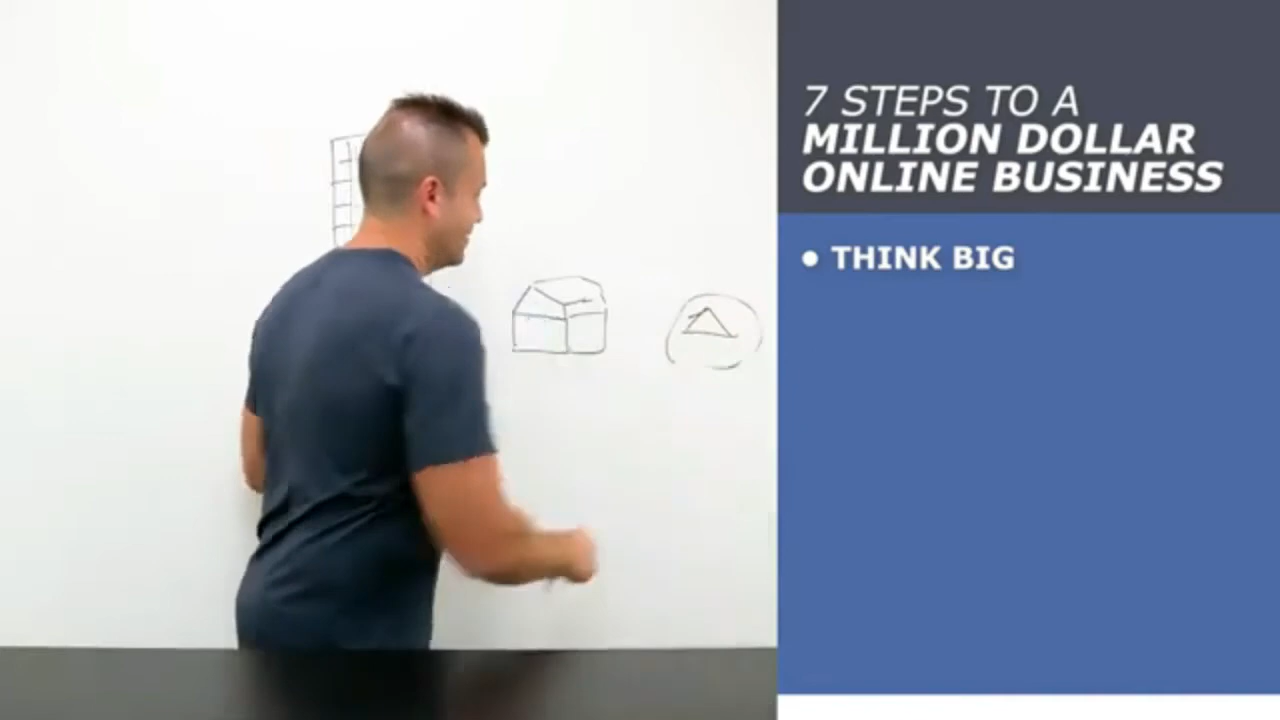 7 STEPS TO A
MILLION DOLLAR
ONLINE BUSINESS
• THINK BIG